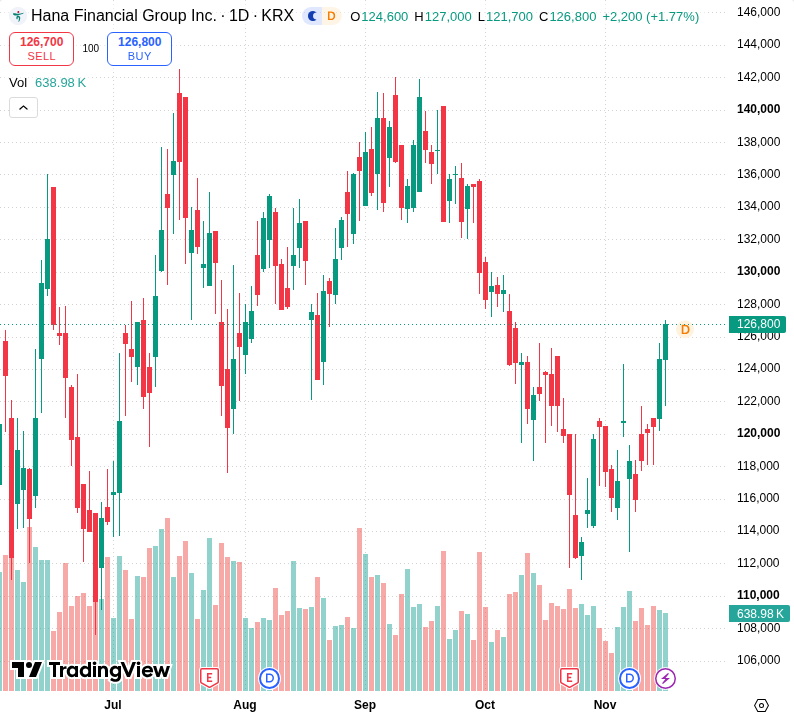 Hana Financial Group Inc. · 1D · KRX D O124,600 H127,000 L121,700 C126,800 +2,200 (+1.77%)
126,700 SELL 100 126,800 BUY
Vol 638.98 K
146,000
144,000
142,000
140,000
138,000
136,000
134,000
132,000
130,000
128,000
126,800
D
126,000
124,000
122,000
120,000
118,000
116,000
114,000
112,000
110,000
638.98 K
108,000
106,000
TradingView
E D E D
Jul Aug Sep Oct Nov